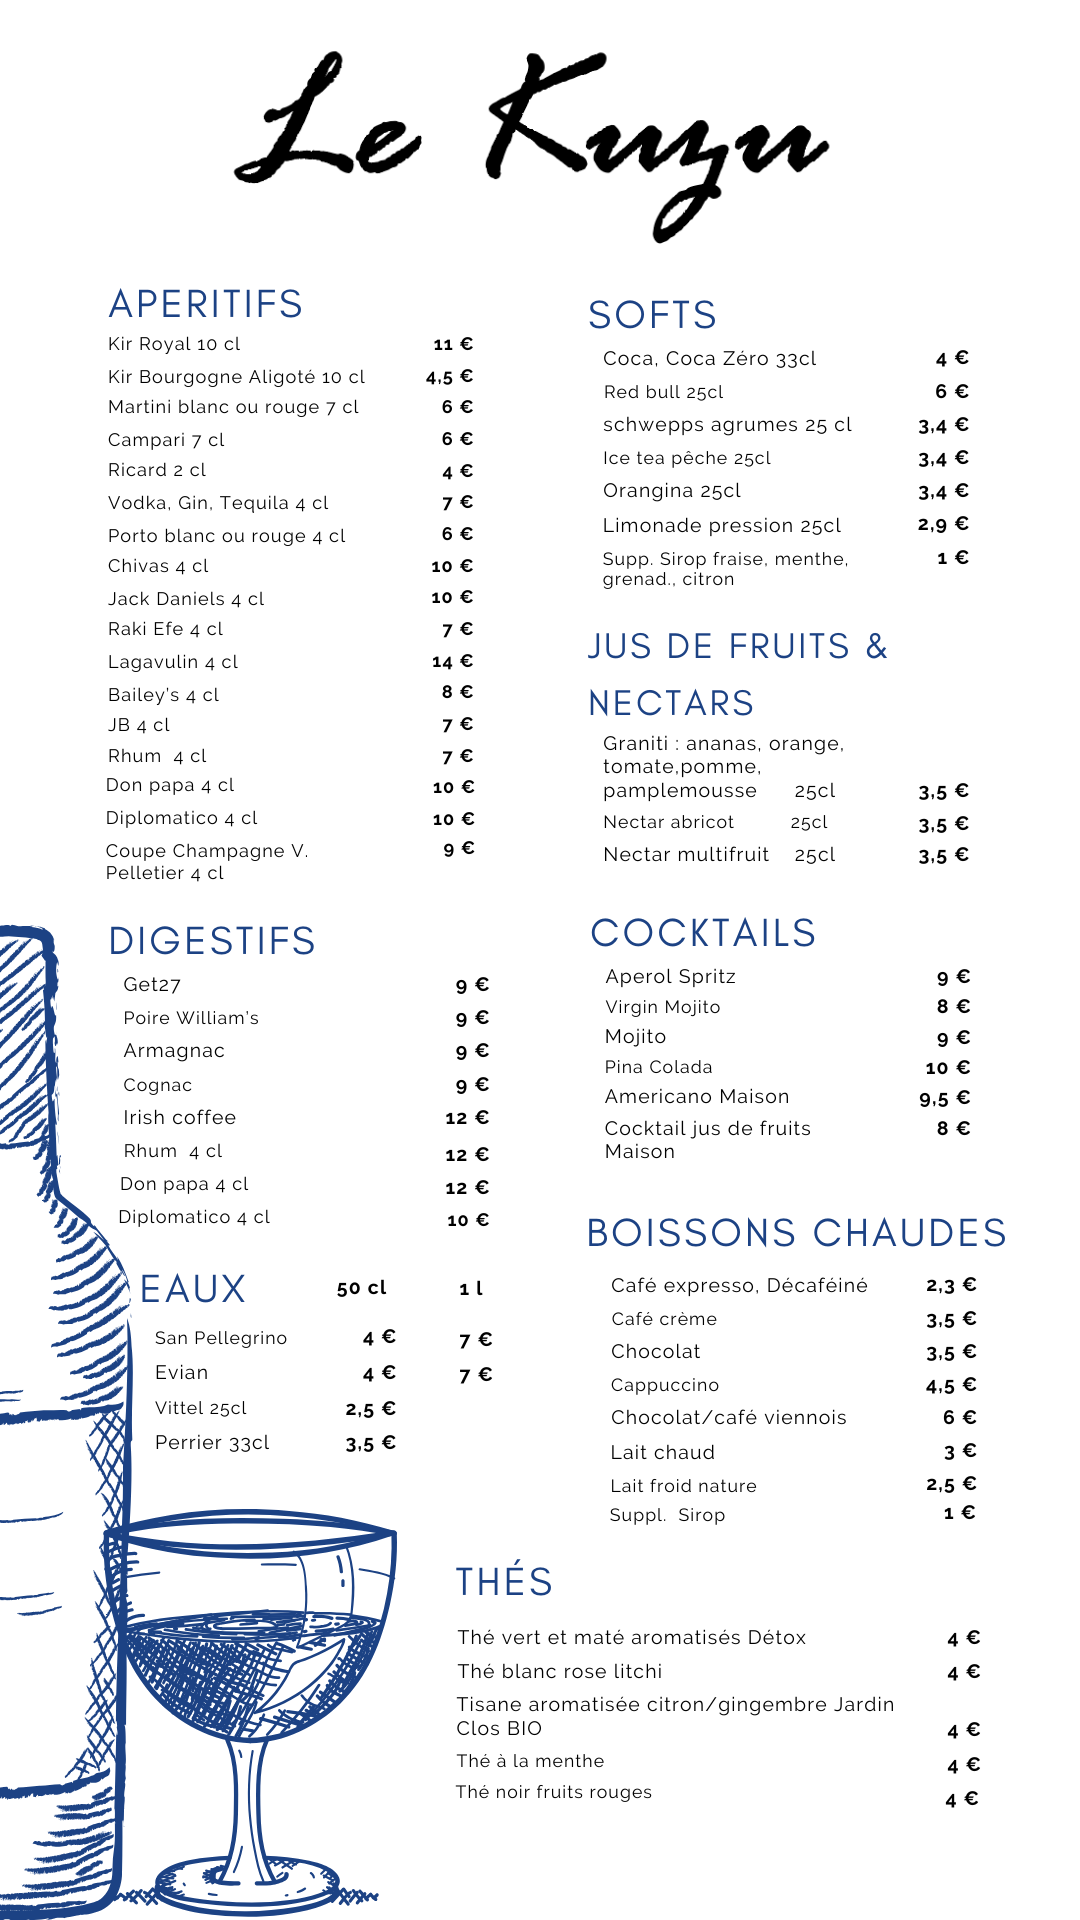 Le Kuzu
APERITIFS
Kir Royal 10 cl 11 €
Kir Bourgogne Aligoté 10 cl 4,5 €
Martini blanc ou rouge 7 cl 6 €
Campari 7 cl 6 €
Ricard 2 cl 4 €
Vodka, Gin, Tequila 4 cl 7 €
Porto blanc ou rouge 4 cl 6 €
Chivas 4 cl 10 €
Jack Daniels 4 cl 10 €
Raki Efe 4 cl 7 €
Lagavulin 4 cl 14 €
Bailey's 4 cl 8 €
JB 4 cl 7 €
Rhum 4 cl 7 €
Don papa 4 cl 10 €
Diplomatico 4 cl 10 €
Coupe Champagne V. 9 €
Pelletier 4 cl
DIGESTIFS
Get27 9 €
Poire William's 9 €
Armagnac 9 €
Cognac 9 €
Irish coffee 12 €
Rhum 4 cl 12 €
Don papa 4 cl 12 €
Diplomatico 4 cl 10 €
EAUX 50 cl 1 l
San Pellegrino 4 € 7 €
Evian 4 € 7 €
Vittel 25cl 2,5 €
Perrier 33cl 3,5 €
SOFTS
Coca, Coca Zéro 33cl 4 €
Red bull 25cl 6 €
schwepps agrumes 25 cl 3,4 €
Ice tea pêche 25cl 3,4 €
Orangina 25cl 3,4 €
Limonade pression 25cl 2,9 €
Supp. Sirop fraise, menthe, 1 €
grenad., citron
JUS DE FRUITS &
NECTARS
Graniti : ananas, orange,
tomate,pomme,
pamplemousse 25cl 3,5 €
Nectar abricot 25cl 3,5 €
Nectar multifruit 25cl 3,5 €
COCKTAILS
Aperol Spritz 9 €
Virgin Mojito 8 €
Mojito 9 €
Pina Colada 10 €
Americano Maison 9,5 €
Cocktail jus de fruits 8 €
Maison
BOISSONS CHAUDES
Café expresso, Décaféiné 2,3 €
Café crème 3,5 €
Chocolat 3,5 €
Cappuccino 4,5 €
Chocolat/café viennois 6 €
Lait chaud 3 €
Lait froid nature 2,5 €
Suppl. Sirop 1 €
THÉS
Thé vert et maté aromatisés Détox 4 €
Thé blanc rose litchi 4 €
Tisane aromatisée citron/gingembre Jardin
Clos BIO 4 €
Thé à la menthe 4 €
Thé noir fruits rouges 4 €